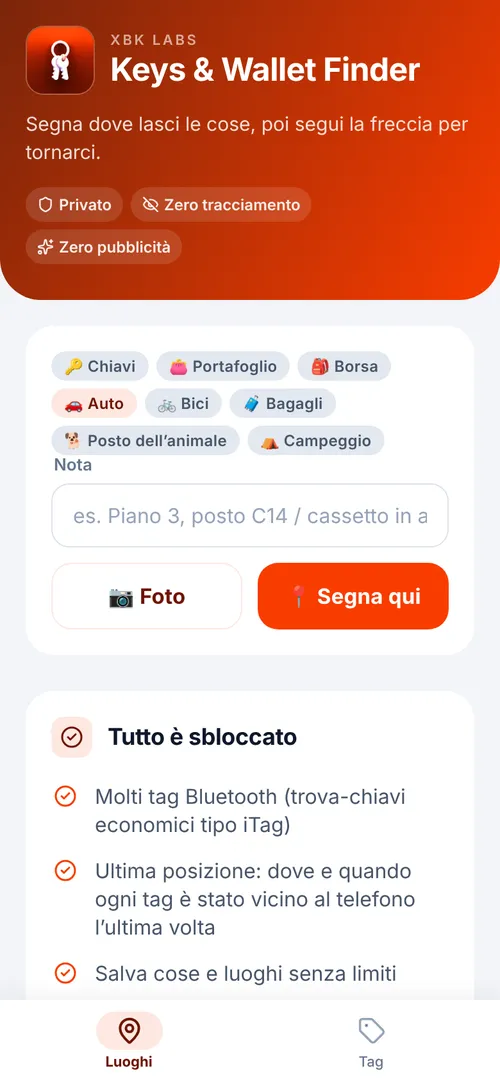 XBK LABS
Keys & Wallet Finder
Segna dove lasci le cose, poi segui la freccia per
tornarci.
Privato
Zero tracciamento
Zero pubblicità
🔑 Chiavi
👛 Portafoglio
🎒 Borsa
🚗 Auto
🚲 Bici
🧳 Bagagli
🐕 Posto dell’animale
⛺ Campeggio
Nota
es. Piano 3, posto C14 / cassetto in a
📷 Foto
📍 Segna qui
Tutto è sbloccato
Molti tag Bluetooth (trova-chiavi
economici tipo iTag)
Ultima posizione: dove e quando
ogni tag è stato vicino al telefono
l’ultima volta
Salva cose e luoghi senza limiti
Luoghi
Tag